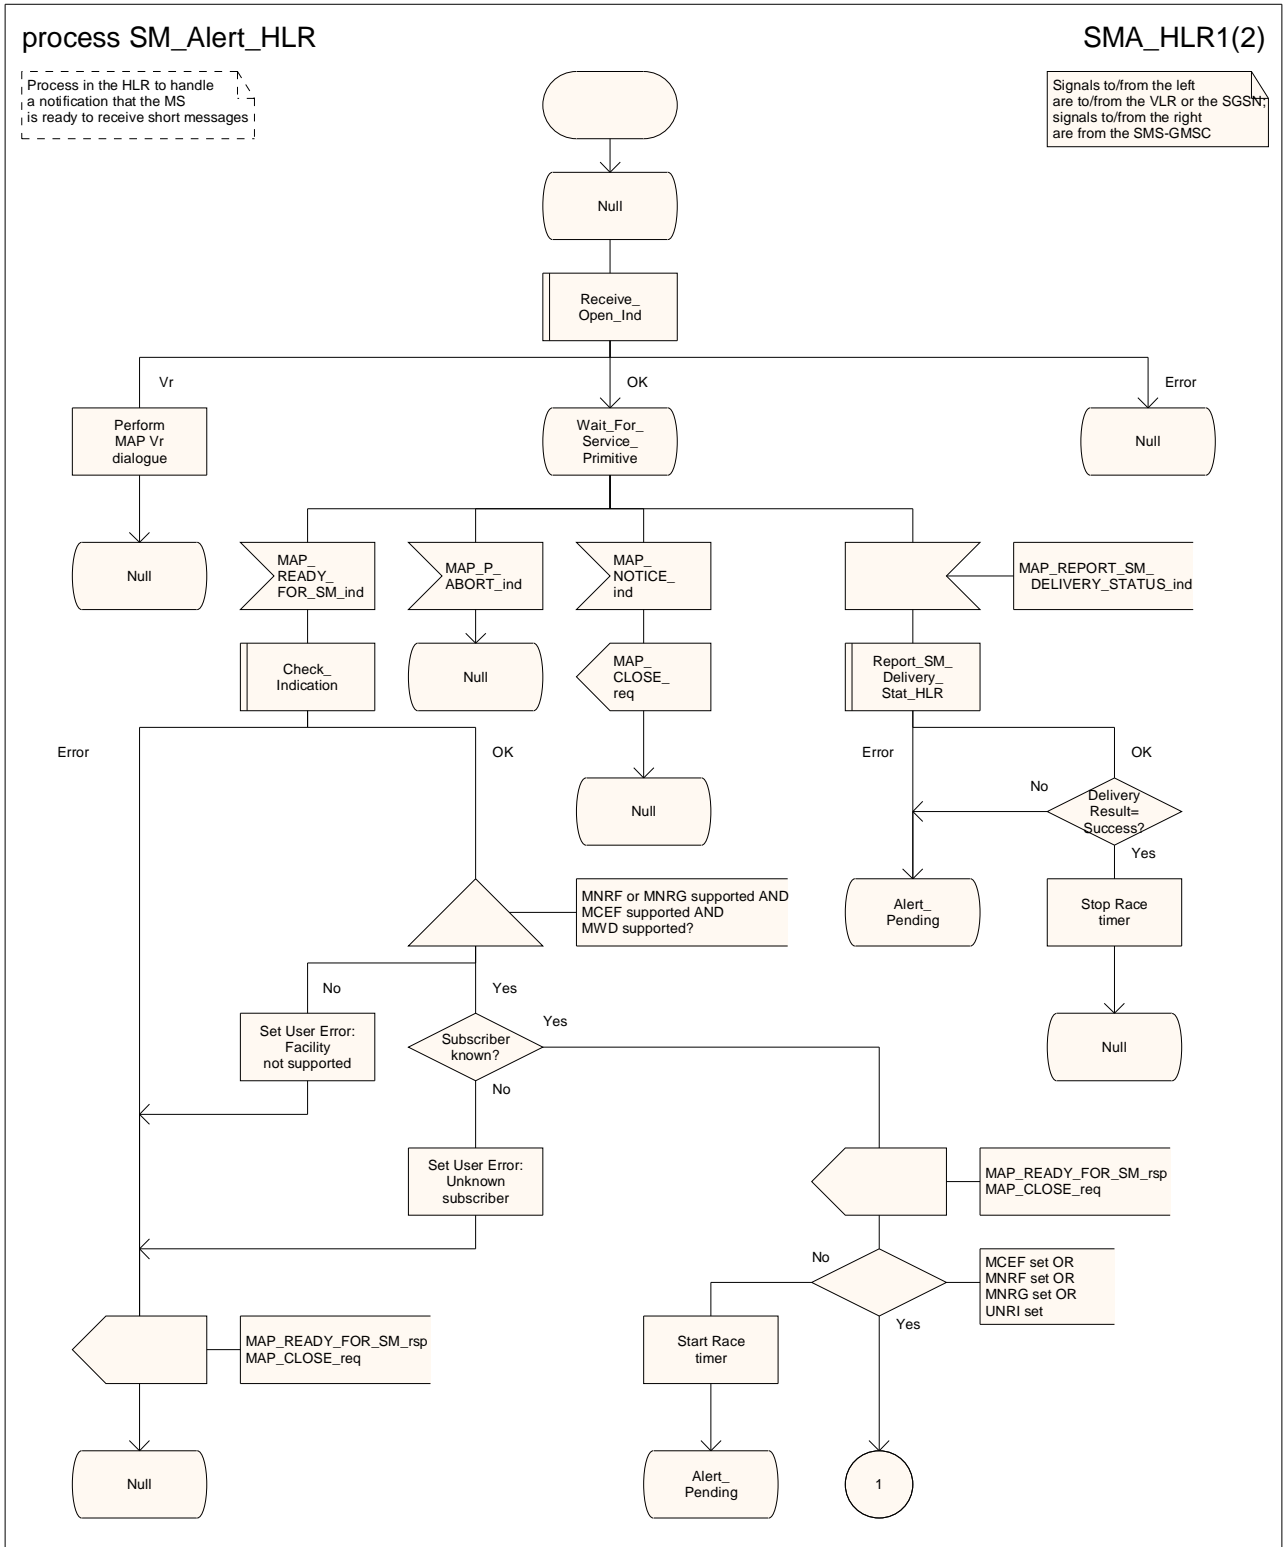 process SM_Alert_HLR
SMA_HLR1(2)
Process in the HLR to handle
a notification that the MS
is ready to receive short messages
Signals to/from the left
are to/from the VLR or the SGSN;
signals to/from the right
are from the SMS-GMSC
Null
Receive_
Open_Ind
Vr
OK
Error
Perform
MAP Vr
dialogue
Wait_For_
Service_
Primitive
Null
Null
MAP_
READY_
FOR_SM_ind
MAP_P_
ABORT_ind
MAP_
NOTICE_
ind
MAP_REPORT_SM_
DELIVERY_STATUS_ind
Check_
Indication
Null
MAP_
CLOSE_
req
Report_SM_
Delivery_
Stat_HLR
Error
OK
Error
OK
Null
No
Delivery
Result=
Success?
Yes
MNRF or MNRG supported AND
MCEF supported AND
MWD supported?
Alert_
Pending
Stop Race
timer
No
Yes
Set User Error:
Facility
not supported
Subscriber
known?
Yes
No
Null
Set User Error:
Unknown
subscriber
MAP_READY_FOR_SM_rsp
MAP_CLOSE_req
No
MCEF set OR
MNRF set OR
MNRG set OR
UNRI set
Yes
MAP_READY_FOR_SM_rsp
MAP_CLOSE_req
Start Race
timer
Null
Alert_
Pending
1